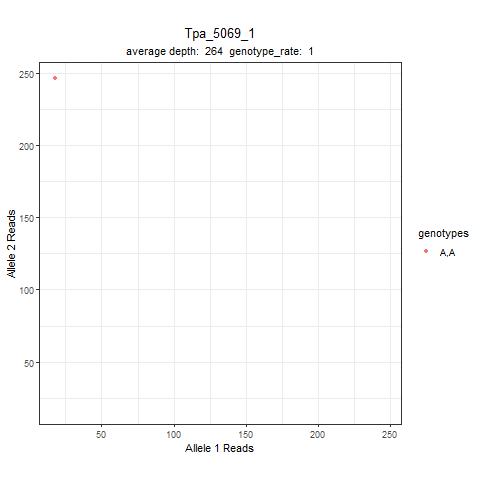 Tpa_5069_1
average depth:  264  genotype_rate:  1
Allele 2 Reads
250
200
150
100
50
50
100
150
200
250
Allele 1 Reads
genotypes
A,A